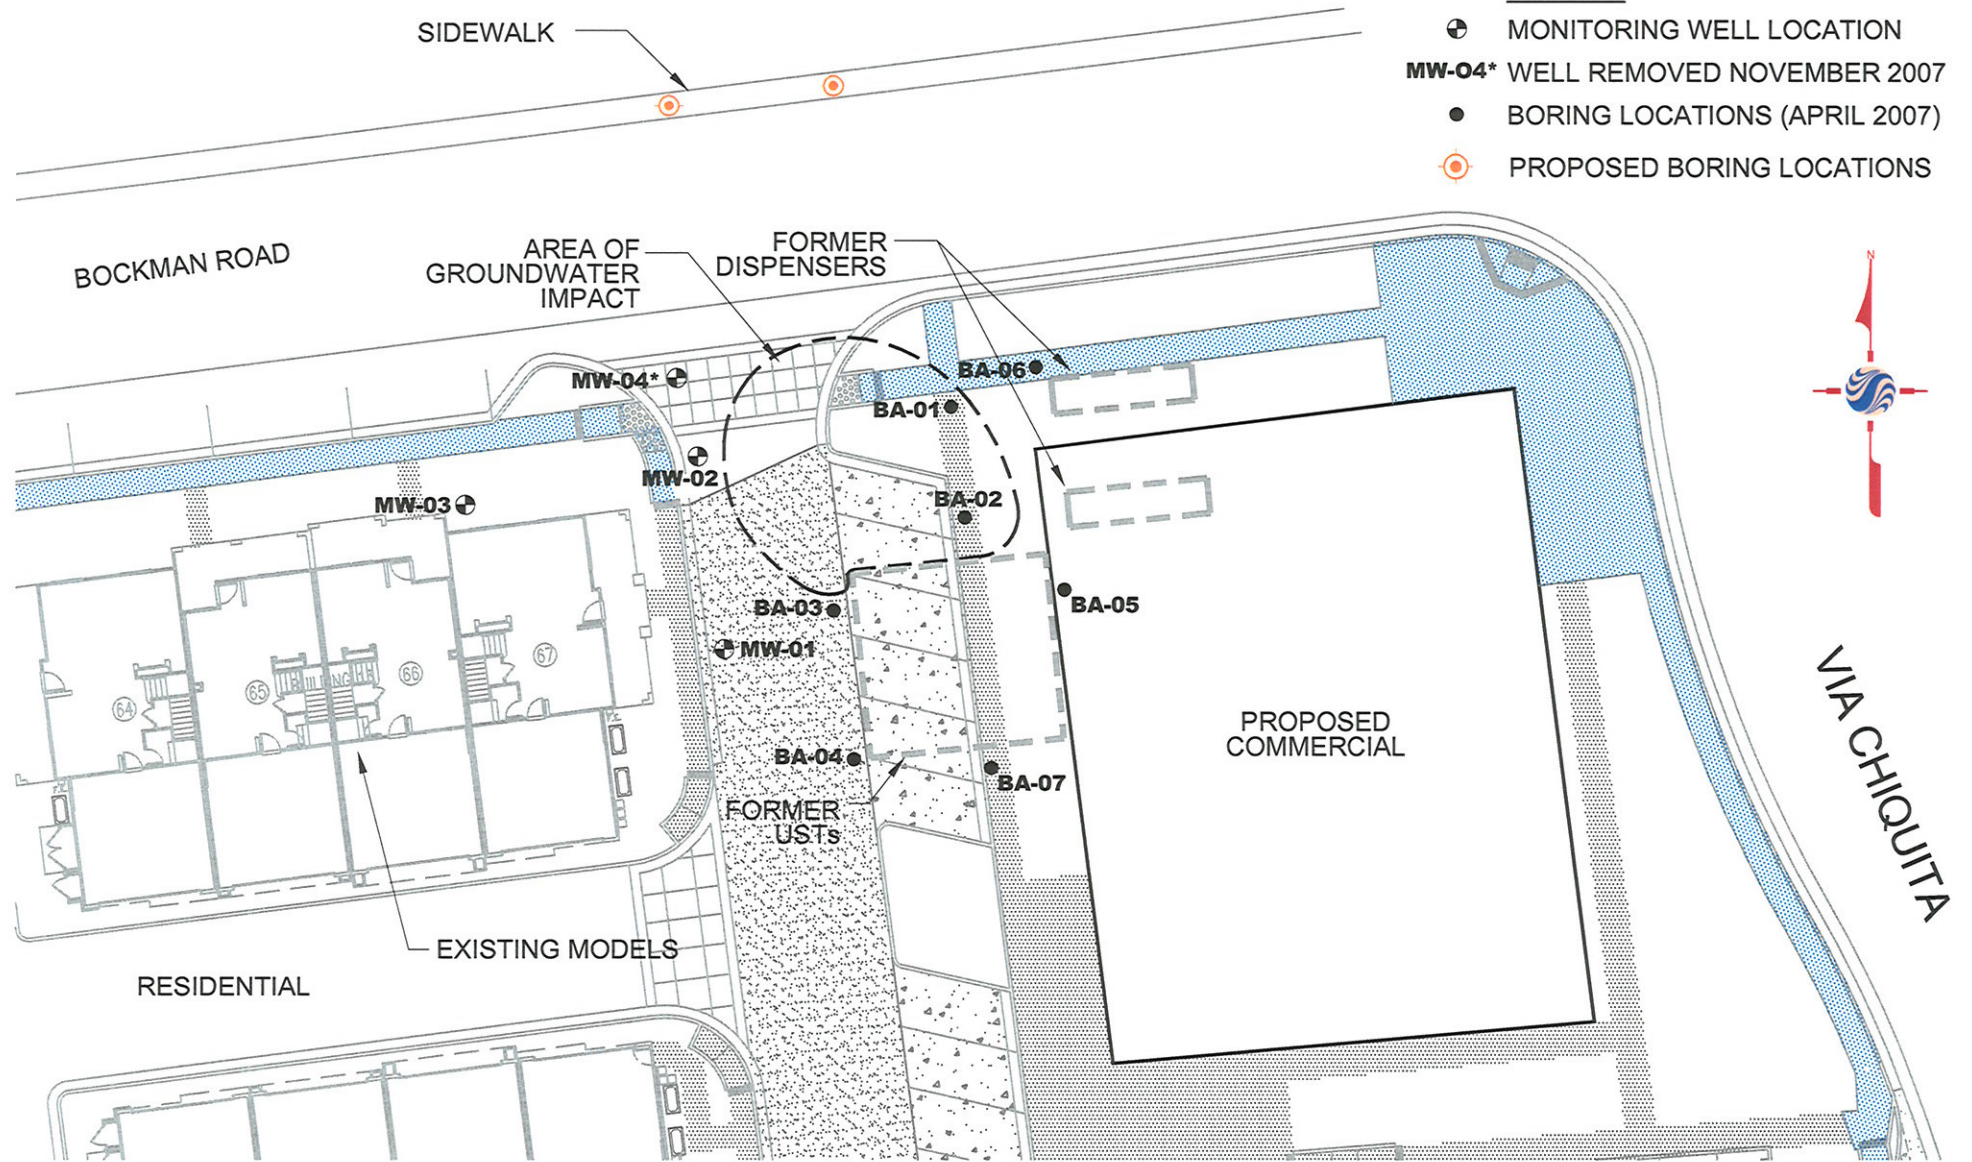 SIDEWALK
MONITORING WELL LOCATION
MW-O4* WELL REMOVED NOVEMBER 2007
BORING LOCATIONS (APRIL 2007)
PROPOSED BORING LOCATIONS
BOCKMAN ROAD
AREA OF
GROUNDWATER
IMPACT
FORMER
DISPENSERS
N
MW-04*
BA-06
BA-01
MW-02
MW-03
BA-02
BA-03
BA-05
MW-01
67
66
65
64
BUILDING
BA-04
BA-07
FORMER
USTs
PROPOSED
COMMERCIAL
VIA CHIQUITA
EXISTING MODELS
RESIDENTIAL